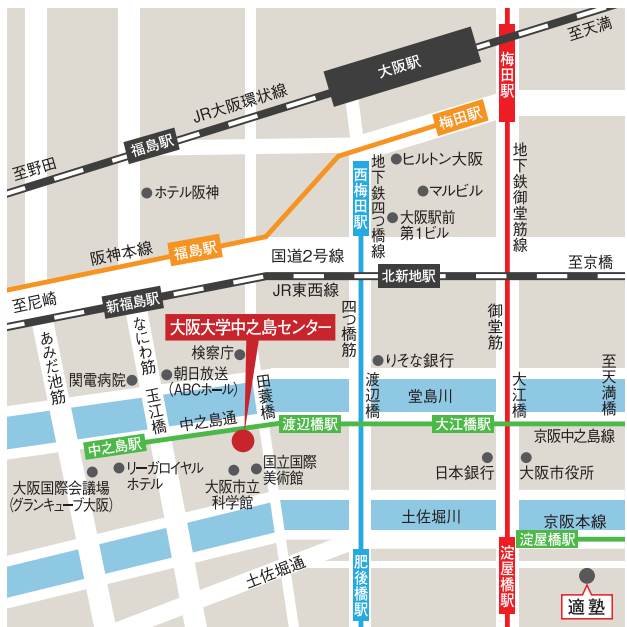 至天満
大阪駅
梅田駅
JR大阪環状線
梅田駅
福島駅
至野田
地下鉄御堂筋線
ヒルトン大阪
西梅田駅
地下鉄四つ橋線
マルビル
ホテル阪神
大阪駅前
第1ビル
阪神本線
福島駅
国道2号線
至京橋
北新地駅
JR東西線
至尼崎
新福島駅
四つ橋筋
御堂筋
大阪大学中之島センター
なにわ筋
あみだ池筋
検察庁
りそな銀行
至天満橋
関電病院
朝日放送
(ABCホール)
田蓑橋
渡辺橋
大江橋
堂島川
玉江橋
中之島通
渡辺橋駅
大江橋駅
京阪中之島線
中之島駅
リーガロイヤル
ホテル
国立国際
美術館
日本銀行
大阪市役所
大阪国際会議場
(グランキューブ大阪)
大阪市立
科学館
土佐堀川
京阪本線
淀屋橋駅
淀屋橋駅
肥後橋駅
土佐堀通
適塾